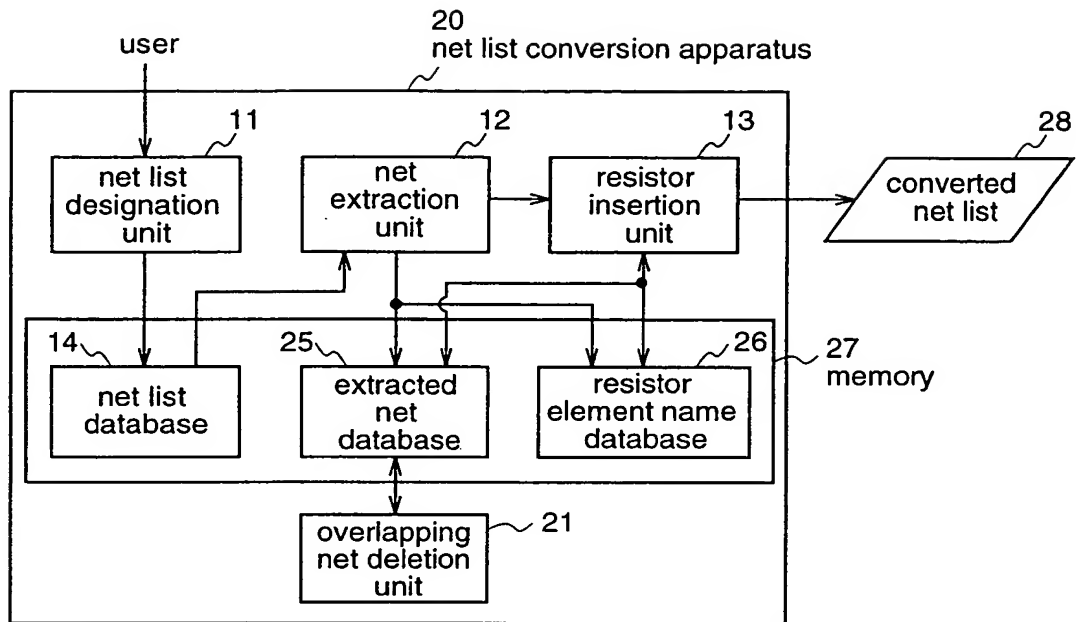 20
user
net list conversion apparatus
11
12
13
28
net list
designation
unit
net
extraction
unit
resistor
insertion
unit
converted
net list
14
25
26
27
memory
net list
database
extracted
net
database
resistor
element name
database
21
overlapping
net deletion
unit